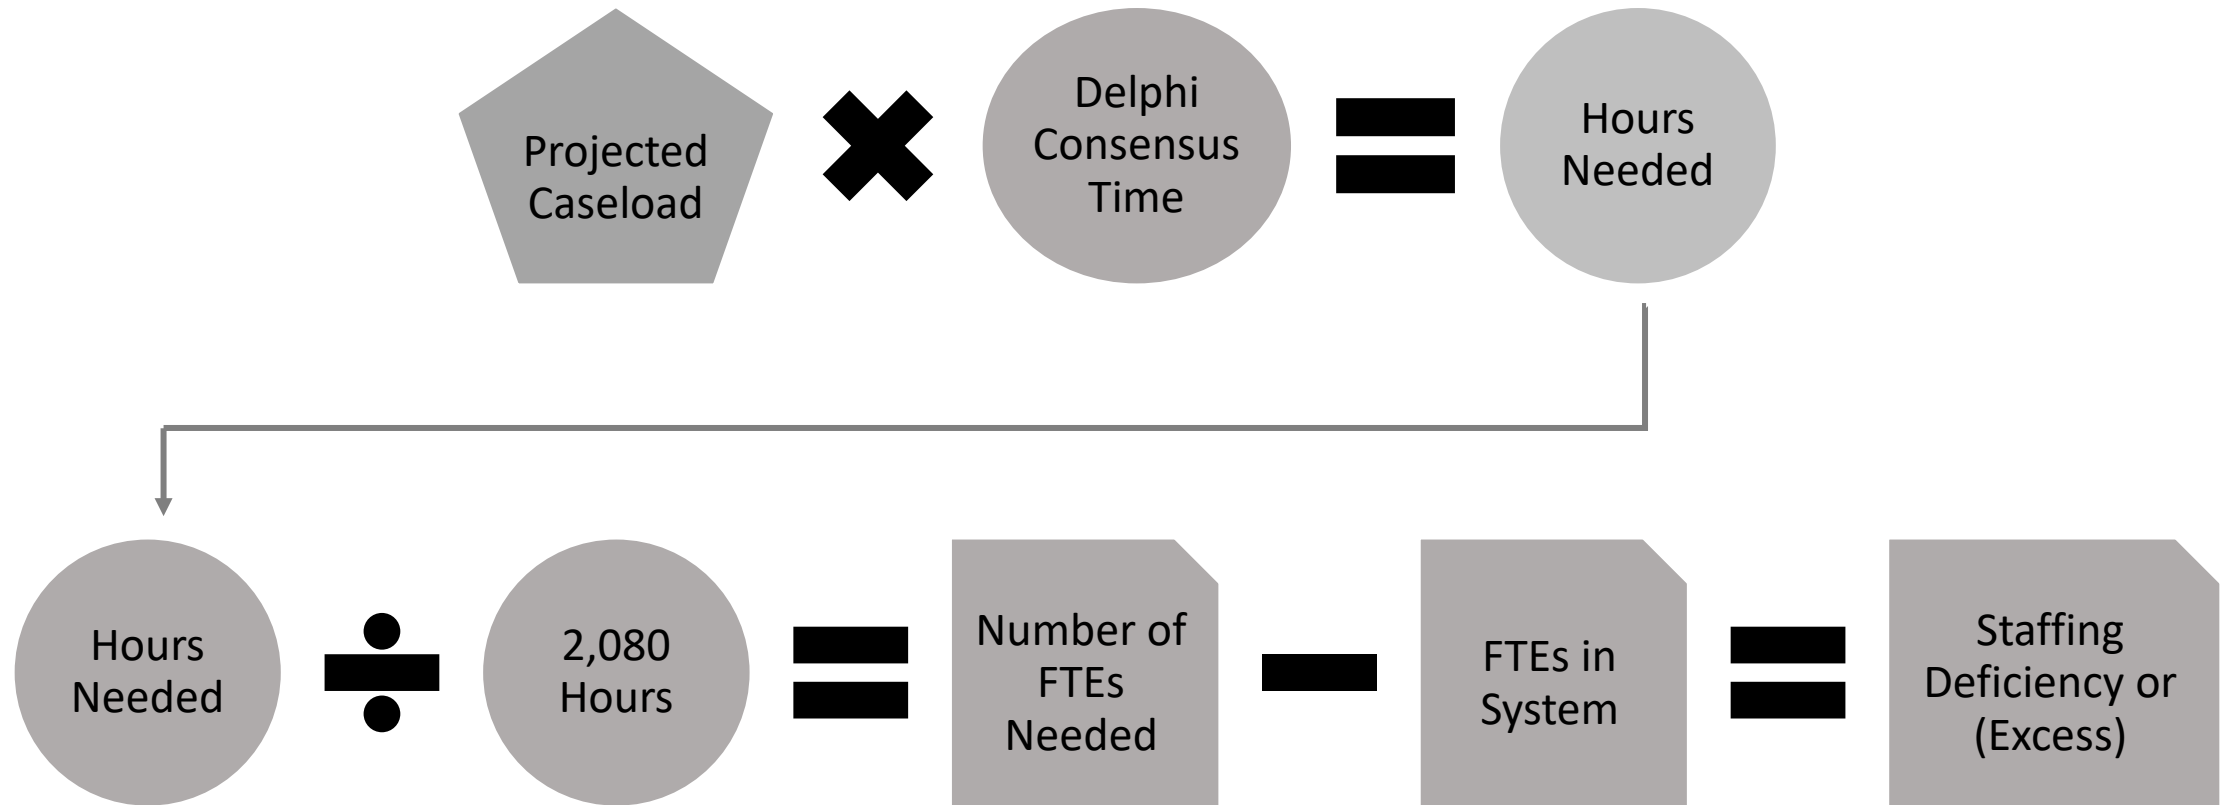 Projected
Caseload
Delphi
Consensus
Time
Hours
Needed
Hours
Needed
2,080
Hours
Number of
FTEs
Needed
FTEs in
System
Staffing
Deficiency or
(Excess)